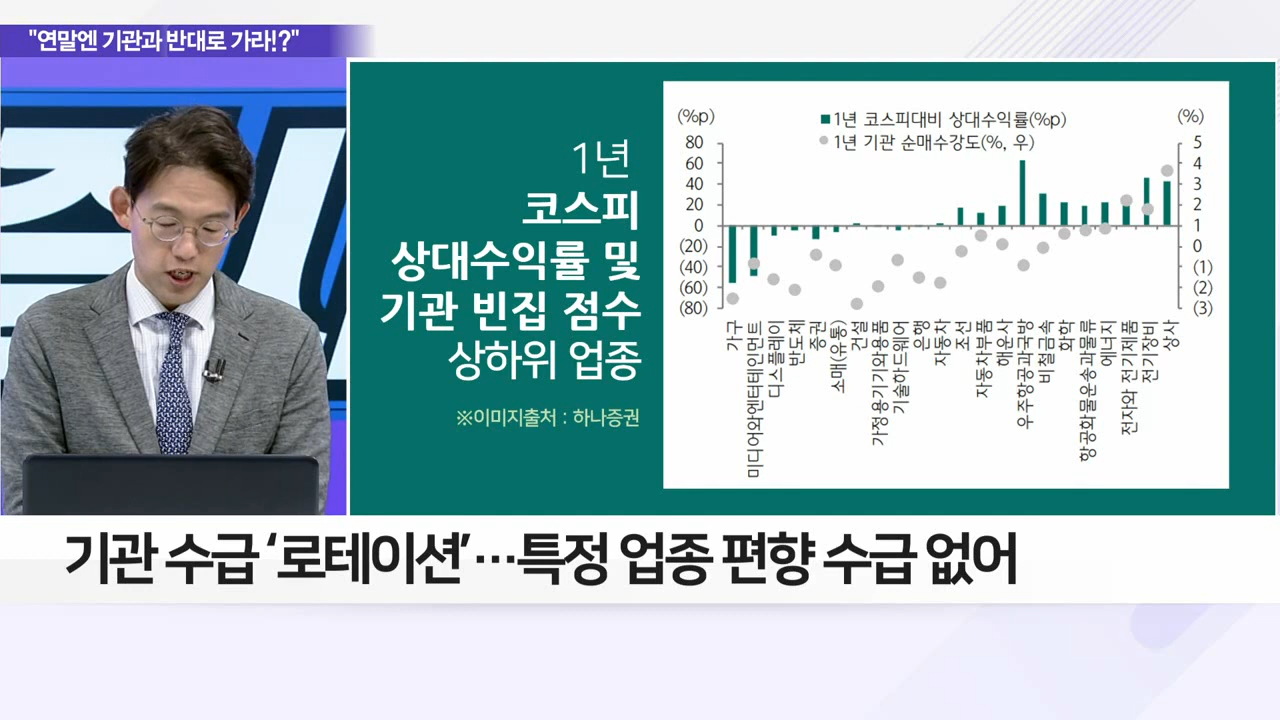 "연말엔 기관과 반대로 가라!?"
1년
코스피
상대수익률 및
기관 빈집 점수
상하위 업종
※이미지출처 : 하나증권
(%p)
■1년 코스피대비 상대수익률(%p)
●1년 기관 순매수강도(%, 우)
(%)
80
60
40
20
0
(20)
(40)
(60)
(80)
5
4
3
2
1
0
(1)
(2)
(3)
가구
미디어와엔터테인먼트
디스플레이
반도체
증권
소매(유통)
건설
가정용기기와용품
기술하드웨어
은행
자동차
조선
자동차부품
해운사
우주항공과국방
비철금속
화학
항공화물운송과물류
에너지
전자와 전기제품
전기장비
상사
기관 수급 ‘로테이션’…특정 업종 편향 수급 없어